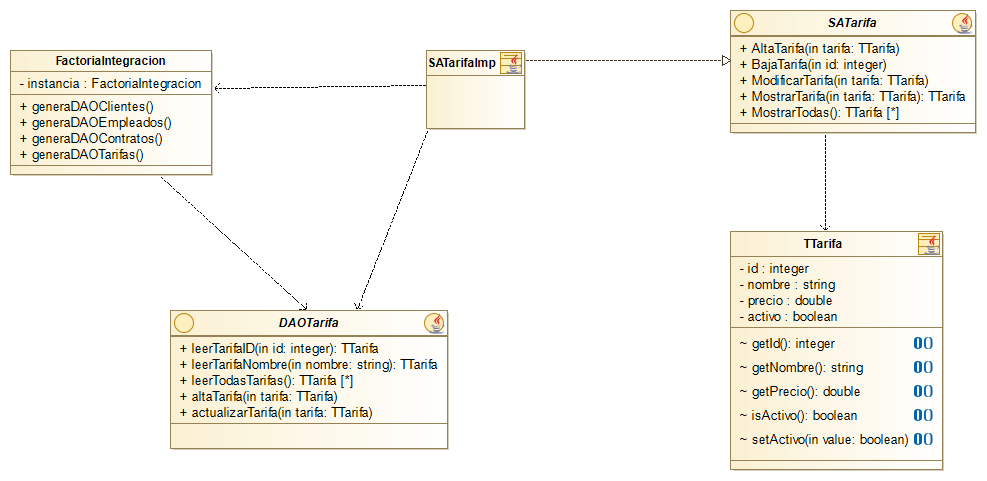 FactoriaIntegracion
- instancia : FactoriaIntegracion
+ generaDAOClientes()
+ generaDAOEmpleados()
+ generaDAOContratos()
+ generaDAOTarifas()
SATarifaImp
SATarifa
+ AltaTarifa(in tarifa: TTarifa)
+ BajaTarifa(in id: integer)
+ ModificarTarifa(in tarifa: TTarifa)
+ MostrarTarifa(in tarifa: TTarifa): TTarifa
+ MostrarTodas(): TTarifa [*]
DAOTarifa
+ leerTarifaID(in id: integer): TTarifa
+ leerTarifaNombre(in nombre: string): TTarifa
+ leerTodasTarifas(): TTarifa [*]
+ altaTarifa(in tarifa: TTarifa)
+ actualizarTarifa(in tarifa: TTarifa)
TTarifa
- id : integer
- nombre : string
- precio : double
- activo : boolean
~ getId(): integer
~ getNombre(): string
~ getPrecio(): double
~ isActivo(): boolean
~ setActivo(in value: boolean)